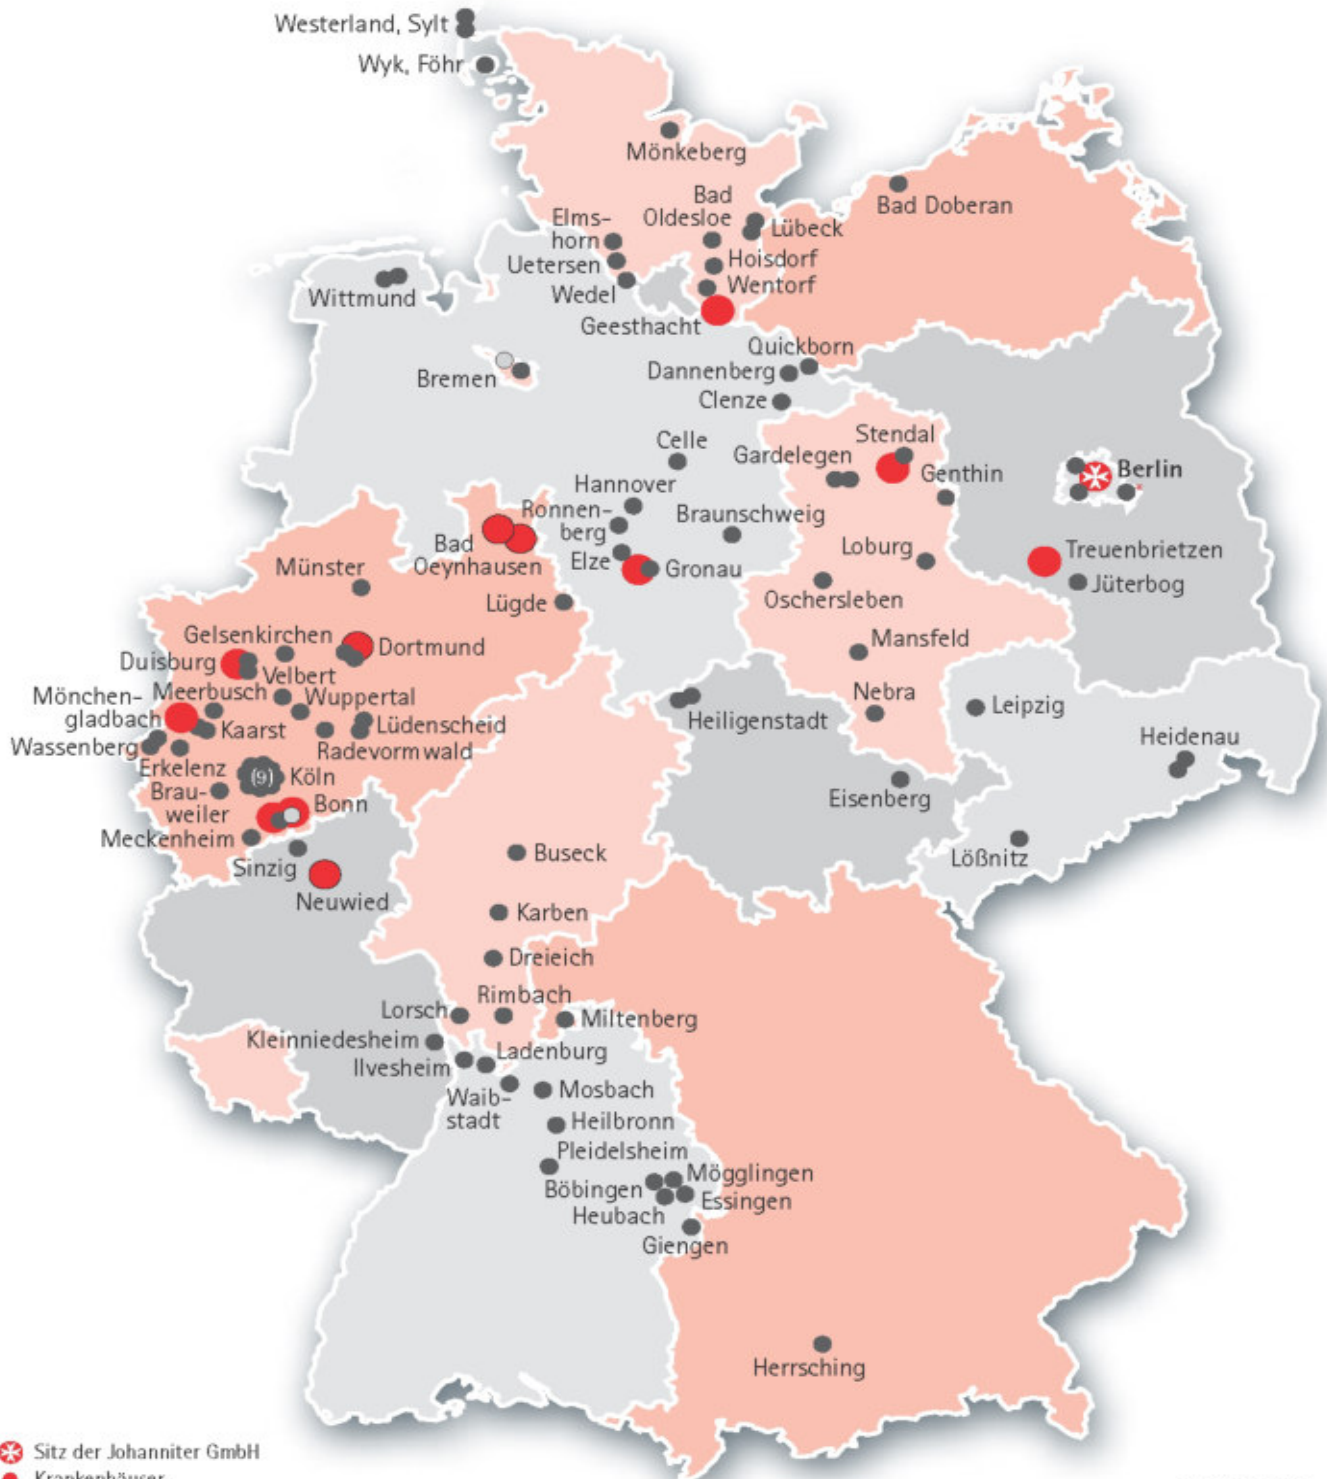 Westerland, Sylt
Wyk, Föhr
Mönkeberg
Bad
Oldesloe
Lübeck
Bad Doberan
Elms-
horn
Uetersen
Hoisdorf
Wedel
Wentorf
Wittmund
Geesthacht
Quickborn
Bremen
Dannenberg
Clenze
Celle
Stendal
Gardelegen
Genthin
Berlin
Hannover
Ronnen-
berg
Braunschweig
Bad
Oeynhausen
Elze
Gronau
Loburg
Treuenbrietzen
Jüterbog
Münster
Lügde
Oschersleben
Gelsenkirchen
Dortmund
Mansfeld
Duisburg
Velbert
Meerbusch
Wuppertal
Nebra
Mönchen-
gladbach
Kaarst
Lüdenscheid
Heiligenstadt
Leipzig
Wassenberg
Radevormwald
Heidenau
Erkelenz
(9)
Köln
Brau-
weiler
Bonn
Eisenberg
Meckenheim
Sinzig
Buseck
Lößnitz
Neuwied
Karben
Dreieich
Rimbach
Lorsch
Miltenberg
Kleinniedesheim
Ladenburg
Ilvesheim
Waib-
stadt
Mosbach
Heilbronn
Pleidelsheim
Mögglingen
Böbingen
Essingen
Heubach
Giengen
Herrsching
Sitz der Johanniter GmbH
Krankenhäuser